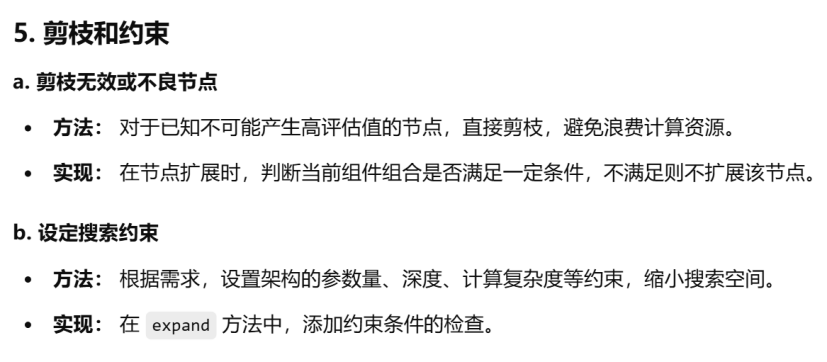 5. 剪枝和约束
a. 剪枝无效或不良节点
• 方法： 对于已知不可能产生高评估值的节点，直接剪枝，避免浪费计算资源。
• 实现： 在节点扩展时，判断当前组件组合是否满足一定条件，不满足则不扩展该节点。
b. 设定搜索约束
• 方法： 根据需求，设置架构的参数量、深度、计算复杂度等约束，缩小搜索空间。
• 实现： 在 expand 方法中，添加约束条件的检查。